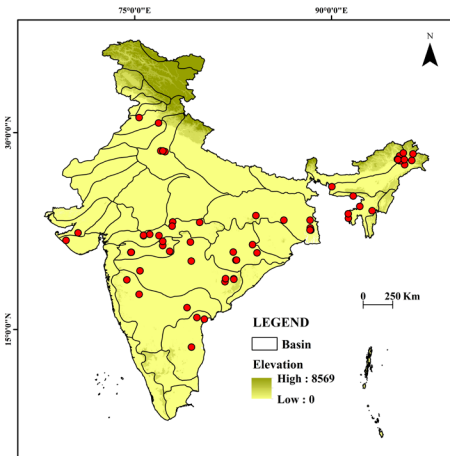 75°0'0"E 90°0'0"E
N
30°0'0"N
0 250 Km
15°0'0"N
LEGEND
Basin
Elevation
High : 8569
Low : 0